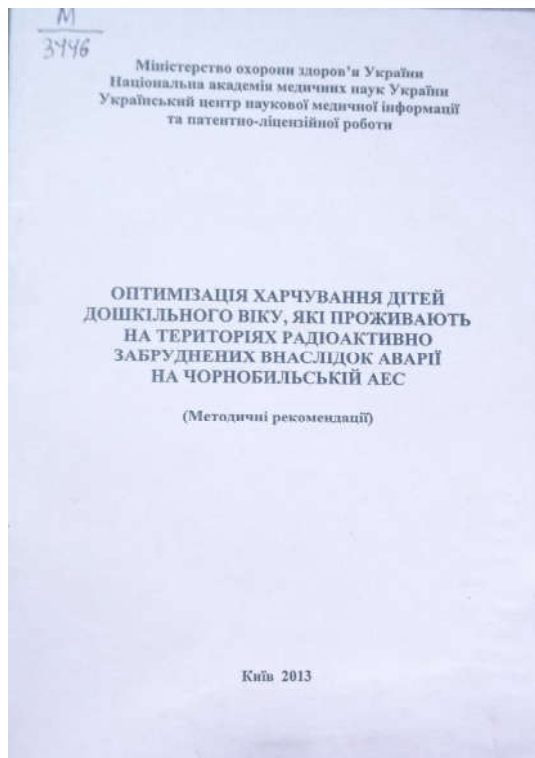 М
3446
Міністерство охорони здоров'я України
Національна академія медичних наук України
Український центр наукової медичної інформації
та патентно-ліцензійної роботи
ОПТИМІЗАЦІЯ ХАРЧУВАННЯ ДІТЕЙ
ДОШКІЛЬНОГО ВІКУ, ЯКІ ПРОЖИВАЮТЬ
НА ТЕРИТОРІЯХ РАДІОАКТИВНО
ЗАБРУДНЕНИХ ВНАСЛІДОК АВАРІЇ
НА ЧОРНОБИЛЬСЬКІЙ АЕС
(Методичні рекомендації)
Київ 2013